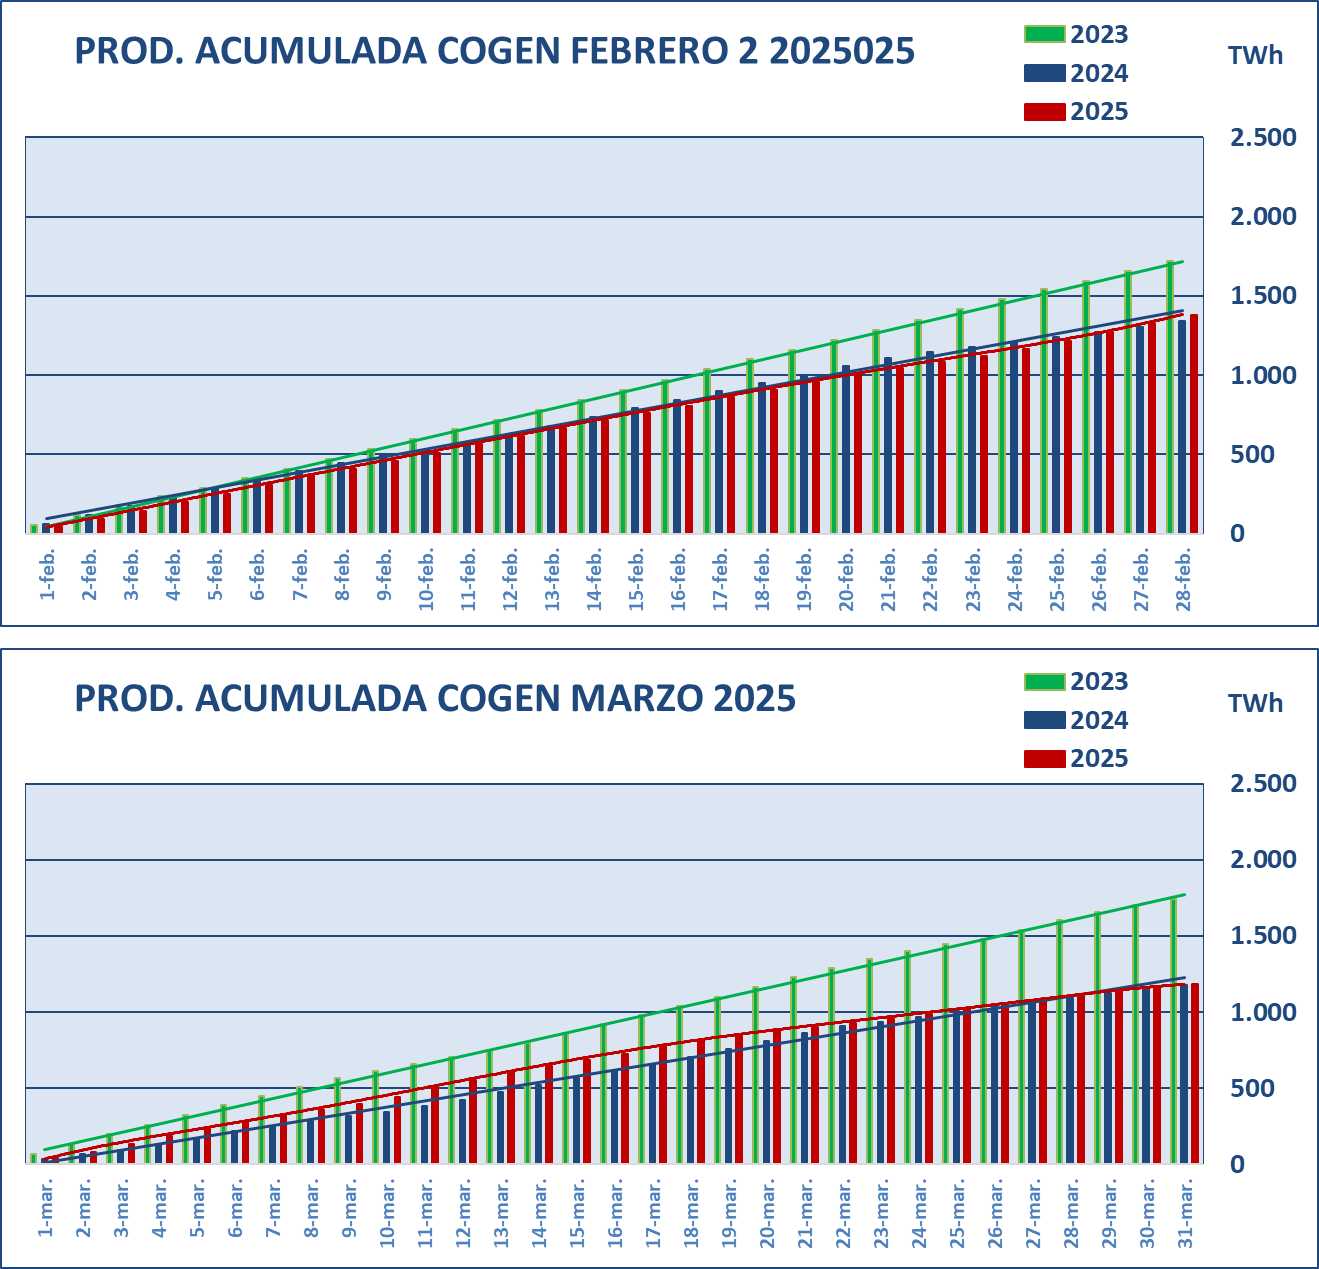 PROD. ACUMULADA COGEN FEBRERO 2 2025025
2023
2024
2025
TWh
2.500
2.000
1.500
1.000
500
0
1-feb.
2-feb.
3-feb.
4-feb.
5-feb.
6-feb.
7-feb.
8-feb.
9-feb.
10-feb.
11-feb.
12-feb.
13-feb.
14-feb.
15-feb.
16-feb.
17-feb.
18-feb.
19-feb.
20-feb.
21-feb.
22-feb.
23-feb.
24-feb.
25-feb.
26-feb.
27-feb.
28-feb.
PROD. ACUMULADA COGEN MARZO 2025
2023
2024
2025
TWh
2.500
2.000
1.500
1.000
500
0
1-mar.
2-mar.
3-mar.
4-mar.
5-mar.
6-mar.
7-mar.
8-mar.
9-mar.
10-mar.
11-mar.
12-mar.
13-mar.
14-mar.
15-mar.
16-mar.
17-mar.
18-mar.
19-mar.
20-mar.
21-mar.
22-mar.
23-mar.
24-mar.
25-mar.
26-mar.
27-mar.
28-mar.
29-mar.
30-mar.
31-mar.